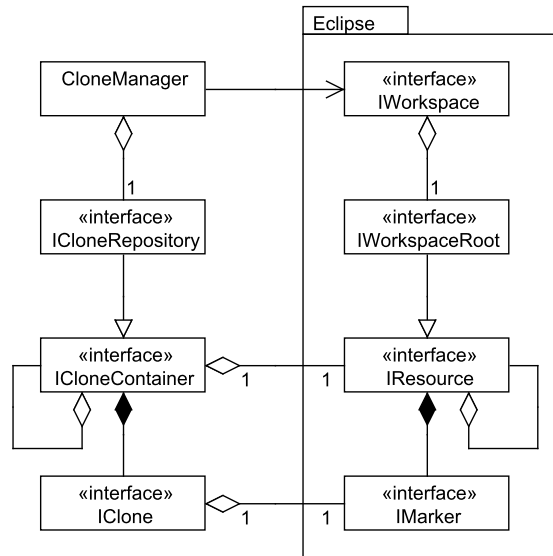 Eclipse
CloneManager
«interface»
IWorkspace
1
1
«interface»
ICloneRepository
«interface»
IWorkspaceRoot
«interface»
ICloneContainer
1
1
«interface»
IResource
«interface»
IClone
1
1
«interface»
IMarker